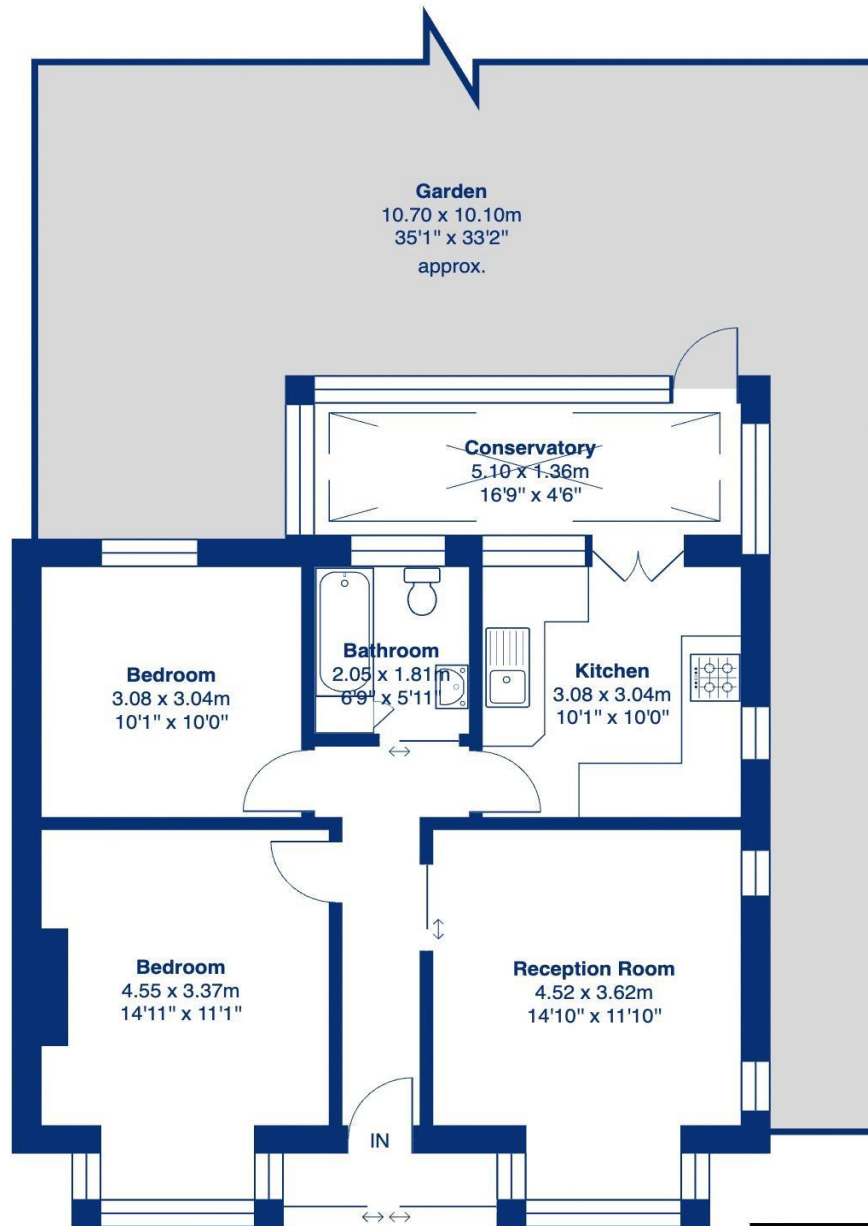 Garden
10.70 x 10.10m
35'1" x 33'2"
approx.
Conservatory
5.10 x 1.36m
16'9" x 4'6"
Bedroom
3.08 x 3.04m
10'1" x 10'0"
Bathroom
2.05 x 1.81m
6'9" x 5'11"
Kitchen
3.08 x 3.04m
10'1" x 10'0"
Bedroom
4.55 x 3.37m
14'11" x 11'1"
Reception Room
4.52 x 3.62m
14'10" x 11'10"
IN